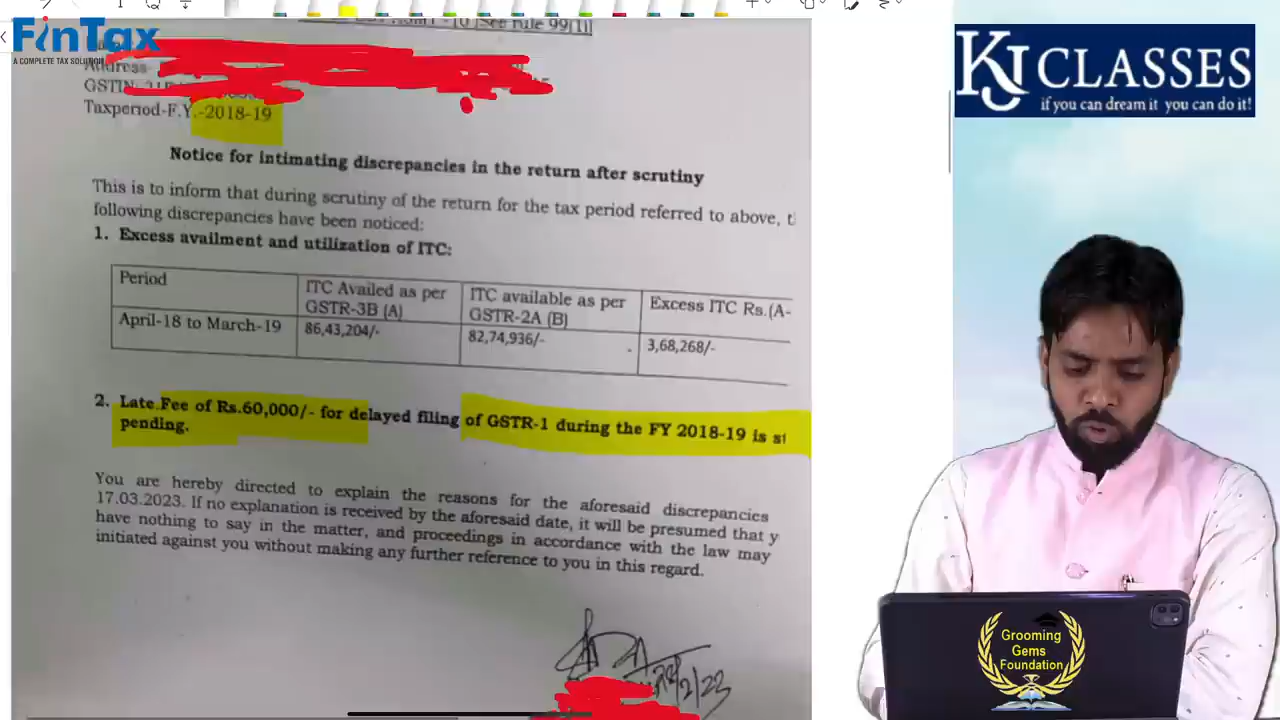 [See rule 99(1)]
FinTax
A COMPLETE TAX SOLUTION
KJ CLASSES
if you can dream it you can do it!
Address-
GSTIN-
Taxperiod-F.Y.-2018-19
Notice for intimating discrepancies in the return after scrutiny
This is to inform that during scrutiny of the return for the tax period referred to above, t
following discrepancies have been noticed:
1. Excess availment and utilization of ITC:
Period
ITC Availed as per
GSTR-3B (A)
ITC available as per
GSTR-2A (B)
Excess ITC Rs.(A-
April-18 to March-19
86,43,204/-
82,74,936/-
3,68,268/-
2. Late Fee of Rs.60,000/- for delayed filing of GSTR-1 during the FY 2018-19 is st
pending.
You are hereby directed to explain the reasons for the aforesaid discrepancies
17.03.2023. If no explanation is received by the aforesaid date, it will be presumed that y
have nothing to say in the matter, and proceedings in accordance with the law may
initiated against you without making any further reference to you in this regard.
Grooming
Gems
Foundation